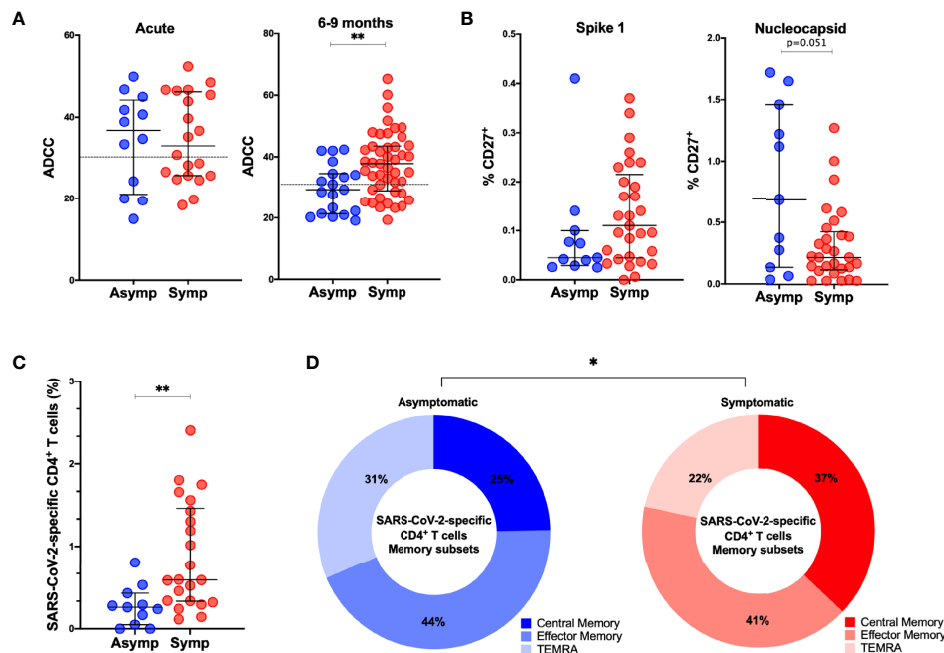 A
Acute
ADCC
60
40
20
0
Asymp Symp
6-9 months
**
ADCC
80
60
40
20
0
Asymp Symp
B
Spike 1
% CD27+
0.5
0.4
0.3
0.2
0.1
0.0
Asymp Symp
Nucleocapsid
p=0.051
% CD27+
2.0
1.5
1.0
0.5
0.0
Asymp Symp
C
**
SARS-CoV-2-specific CD4+ T cells (%)
2
1
0
Asymp Symp
D
*
Asymptomatic
25%
31%
44%
SARS-CoV-2-specific
CD4+ T cells
Memory subsets
Central Memory
Effector Memory
TEMRA
Symptomatic
37%
22%
41%
SARS-CoV-2-specific
CD4+ T cells
Memory subsets
Central Memory
Effector Memory
TEMRA